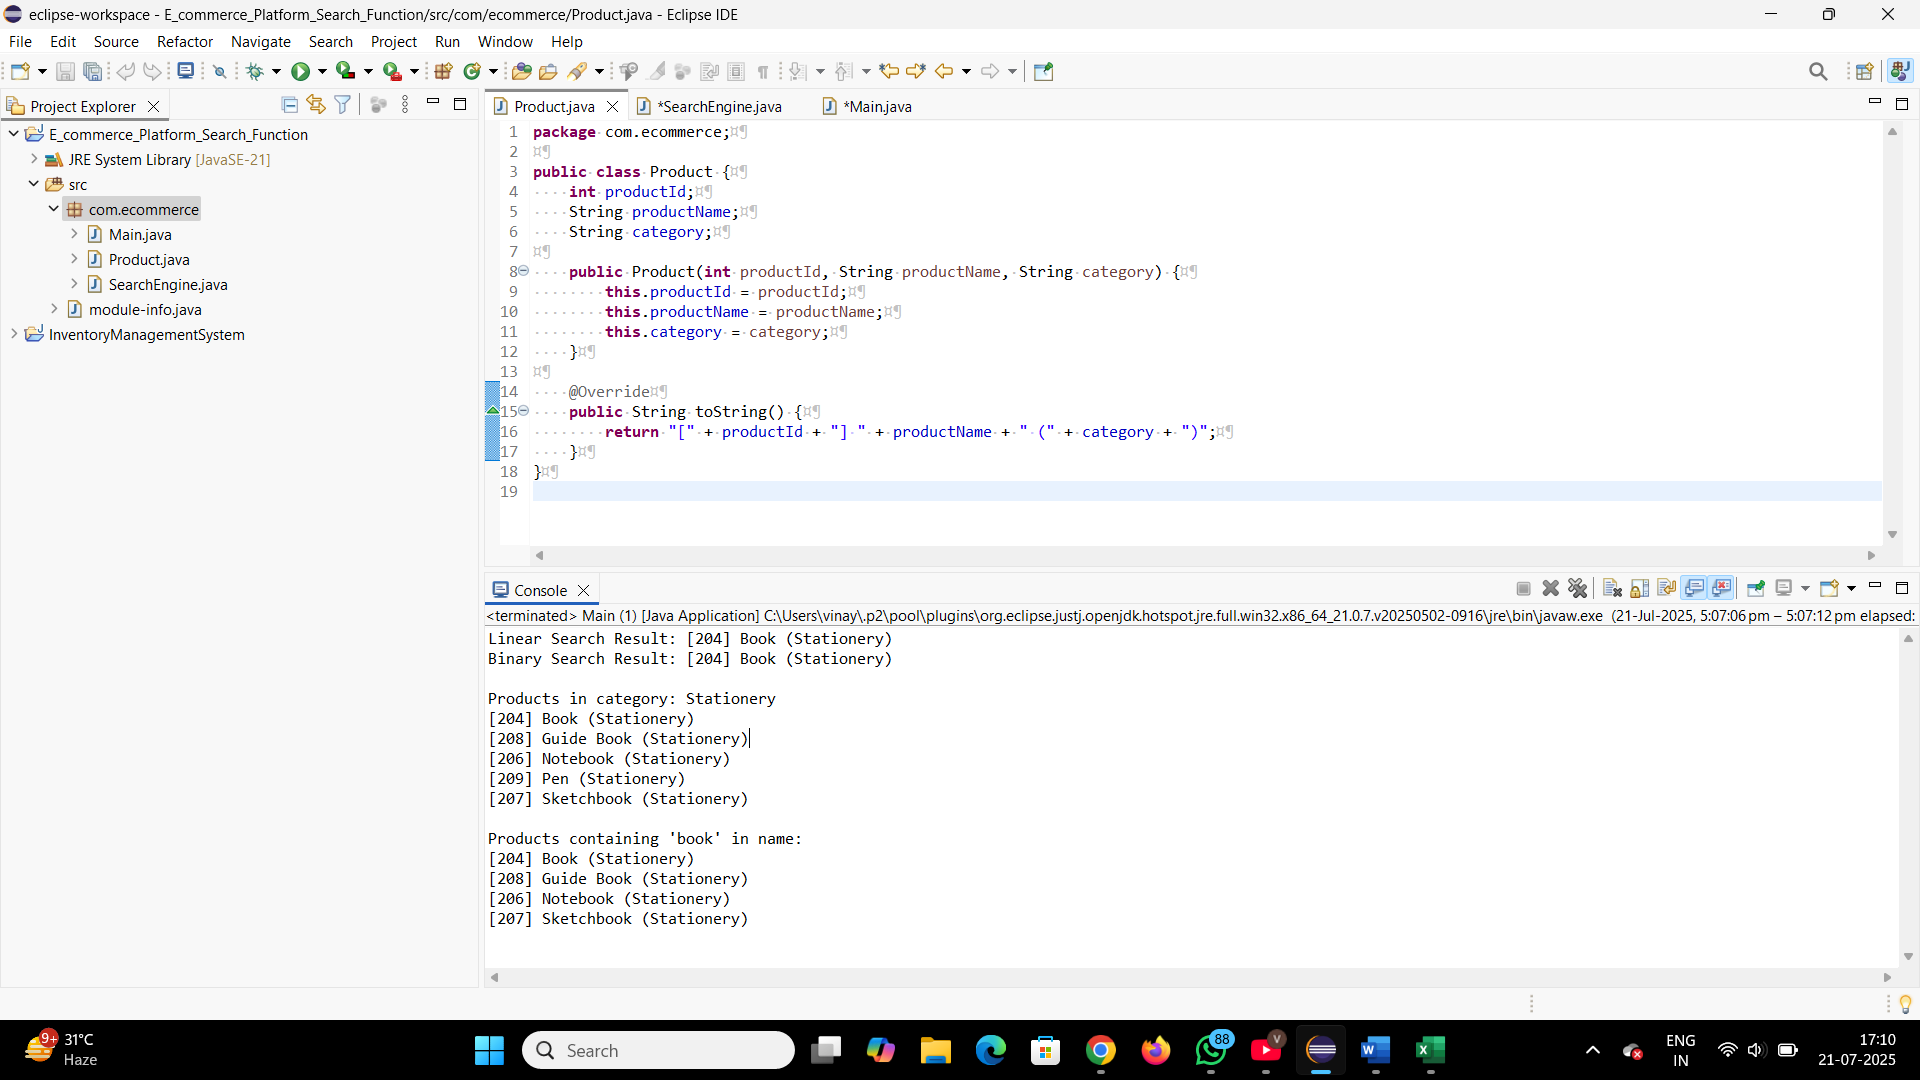 eclipse-workspace - E_commerce_Platform_Search_Function/src/com/ecommerce/Product.java - Eclipse IDE
File Edit Source Refactor Navigate Search Project Run Window Help
Project Explorer
E_commerce_Platform_Search_Function
JRE System Library [JavaSE-21]
src
com.ecommerce
Main.java
Product.java
SearchEngine.java
module-info.java
InventoryManagementSystem
Product.java *SearchEngine.java *Main.java
1 package com.ecommerce;¤¶
2 ¤¶
3 public class Product {¤¶
4 ····int productId;¤¶
5 ····String productName;¤¶
6 ····String category;¤¶
7 ¤¶
8 ····public Product(int productId, String productName, String category) {¤¶
9 ········this.productId = productId;¤¶
10 ········this.productName = productName;¤¶
11 ········this.category = category;¤¶
12 ····}¤¶
13 ¤¶
14 ····@Override¤¶
15 ····public String toString() {¤¶
16 ········return "[" + productId + "] " + productName + " (" + category + ")";¤¶
17 ····}¤¶
18 }¤¶
19
Console
<terminated> Main (1) [Java Application] C:\Users\vinay\.p2\pool\plugins\org.eclipse.justj.openjdk.hotspot.jre.full.win32.x86_64_21.0.7.v20250502-0916\jre\bin\javaw.exe (21-Jul-2025, 5:07:06 pm – 5:07:12 pm elapsed:
Linear Search Result: [204] Book (Stationery)
Binary Search Result: [204] Book (Stationery)
Products in category: Stationery
[204] Book (Stationery)
[208] Guide Book (Stationery)
[206] Notebook (Stationery)
[209] Pen (Stationery)
[207] Sketchbook (Stationery)
Products containing 'book' in name:
[204] Book (Stationery)
[208] Guide Book (Stationery)
[206] Notebook (Stationery)
[207] Sketchbook (Stationery)
9+
31°C
Haze
Search
88
V
ENG
IN
17:10
21-07-2025